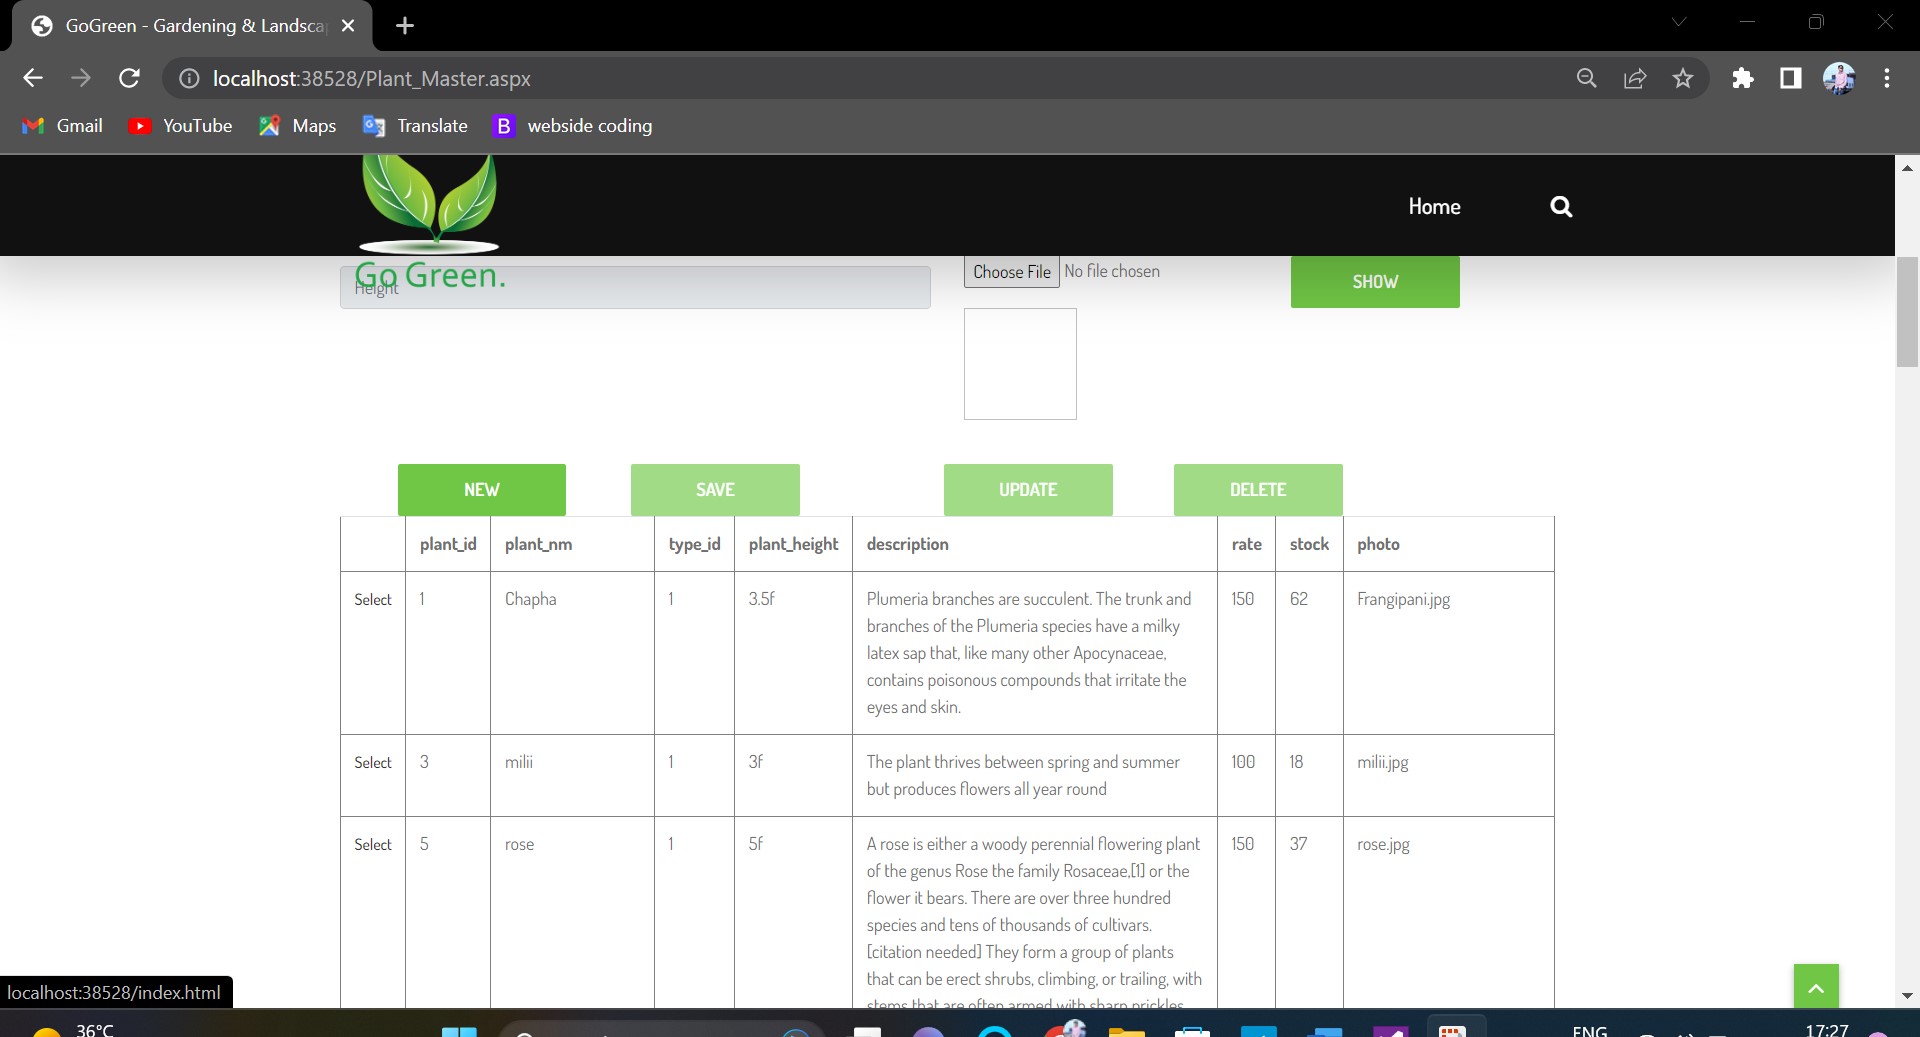 GoGreen - Gardening & Landsca
localhost:38528/Plant_Master.aspx
Gmail YouTube Maps Translate B webside coding
Home
Go Green.
Height
Choose File No file chosen
SHOW
NEW SAVE UPDATE DELETE
plant_id plant_nm type_id plant_height description rate stock photo
Select 1 Chapha 1 3.5f Plumeria branches are succulent. The trunk and 150 62 Frangipani.jpg
branches of the Plumeria species have a milky
latex sap that, like many other Apocynaceae,
contains poisonous compounds that irritate the
eyes and skin.
Select 3 milii 1 3f The plant thrives between spring and summer 100 18 milii.jpg
but produces flowers all year round
Select 5 rose 1 5f A rose is either a woody perennial flowering plant 150 37 rose.jpg
of the genus Rose the family Rosaceae,[1] or the
flower it bears. There are over three hundred
species and tens of thousands of cultivars.
[citation needed] They form a group of plants
that can be erect shrubs, climbing, or trailing, with
stems that are often armed with sharp prickles
localhost:38528/index.html
36°C
ENG
17:27